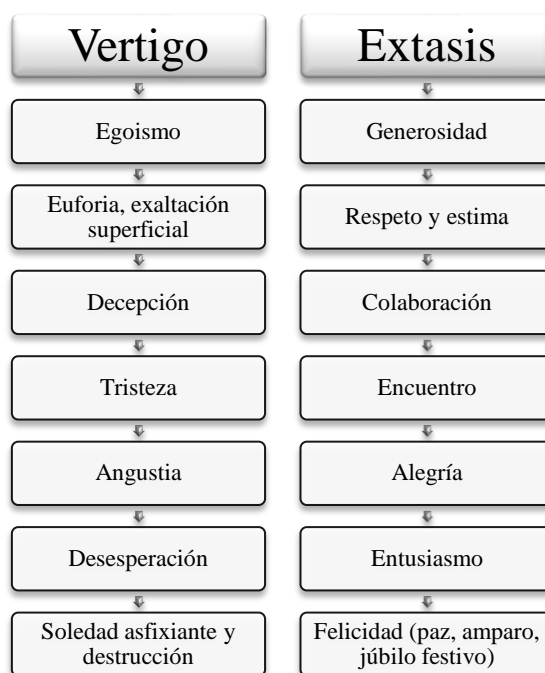 Vertigo
Egoismo
Euforia, exaltación
superficial
Decepción
Tristeza
Angustia
Desesperación
Soledad asfixiante y
destrucción
Extasis
Generosidad
Respeto y estima
Colaboración
Encuentro
Alegría
Entusiasmo
Felicidad (paz, amparo,
júbilo festivo)